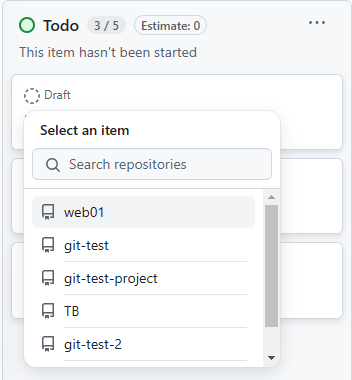 Todo 3 / 5 Estimate: 0
This item hasn't been started
Draft
Select an item
Search repositories
web01
git-test
git-test-project
TB
git-test-2